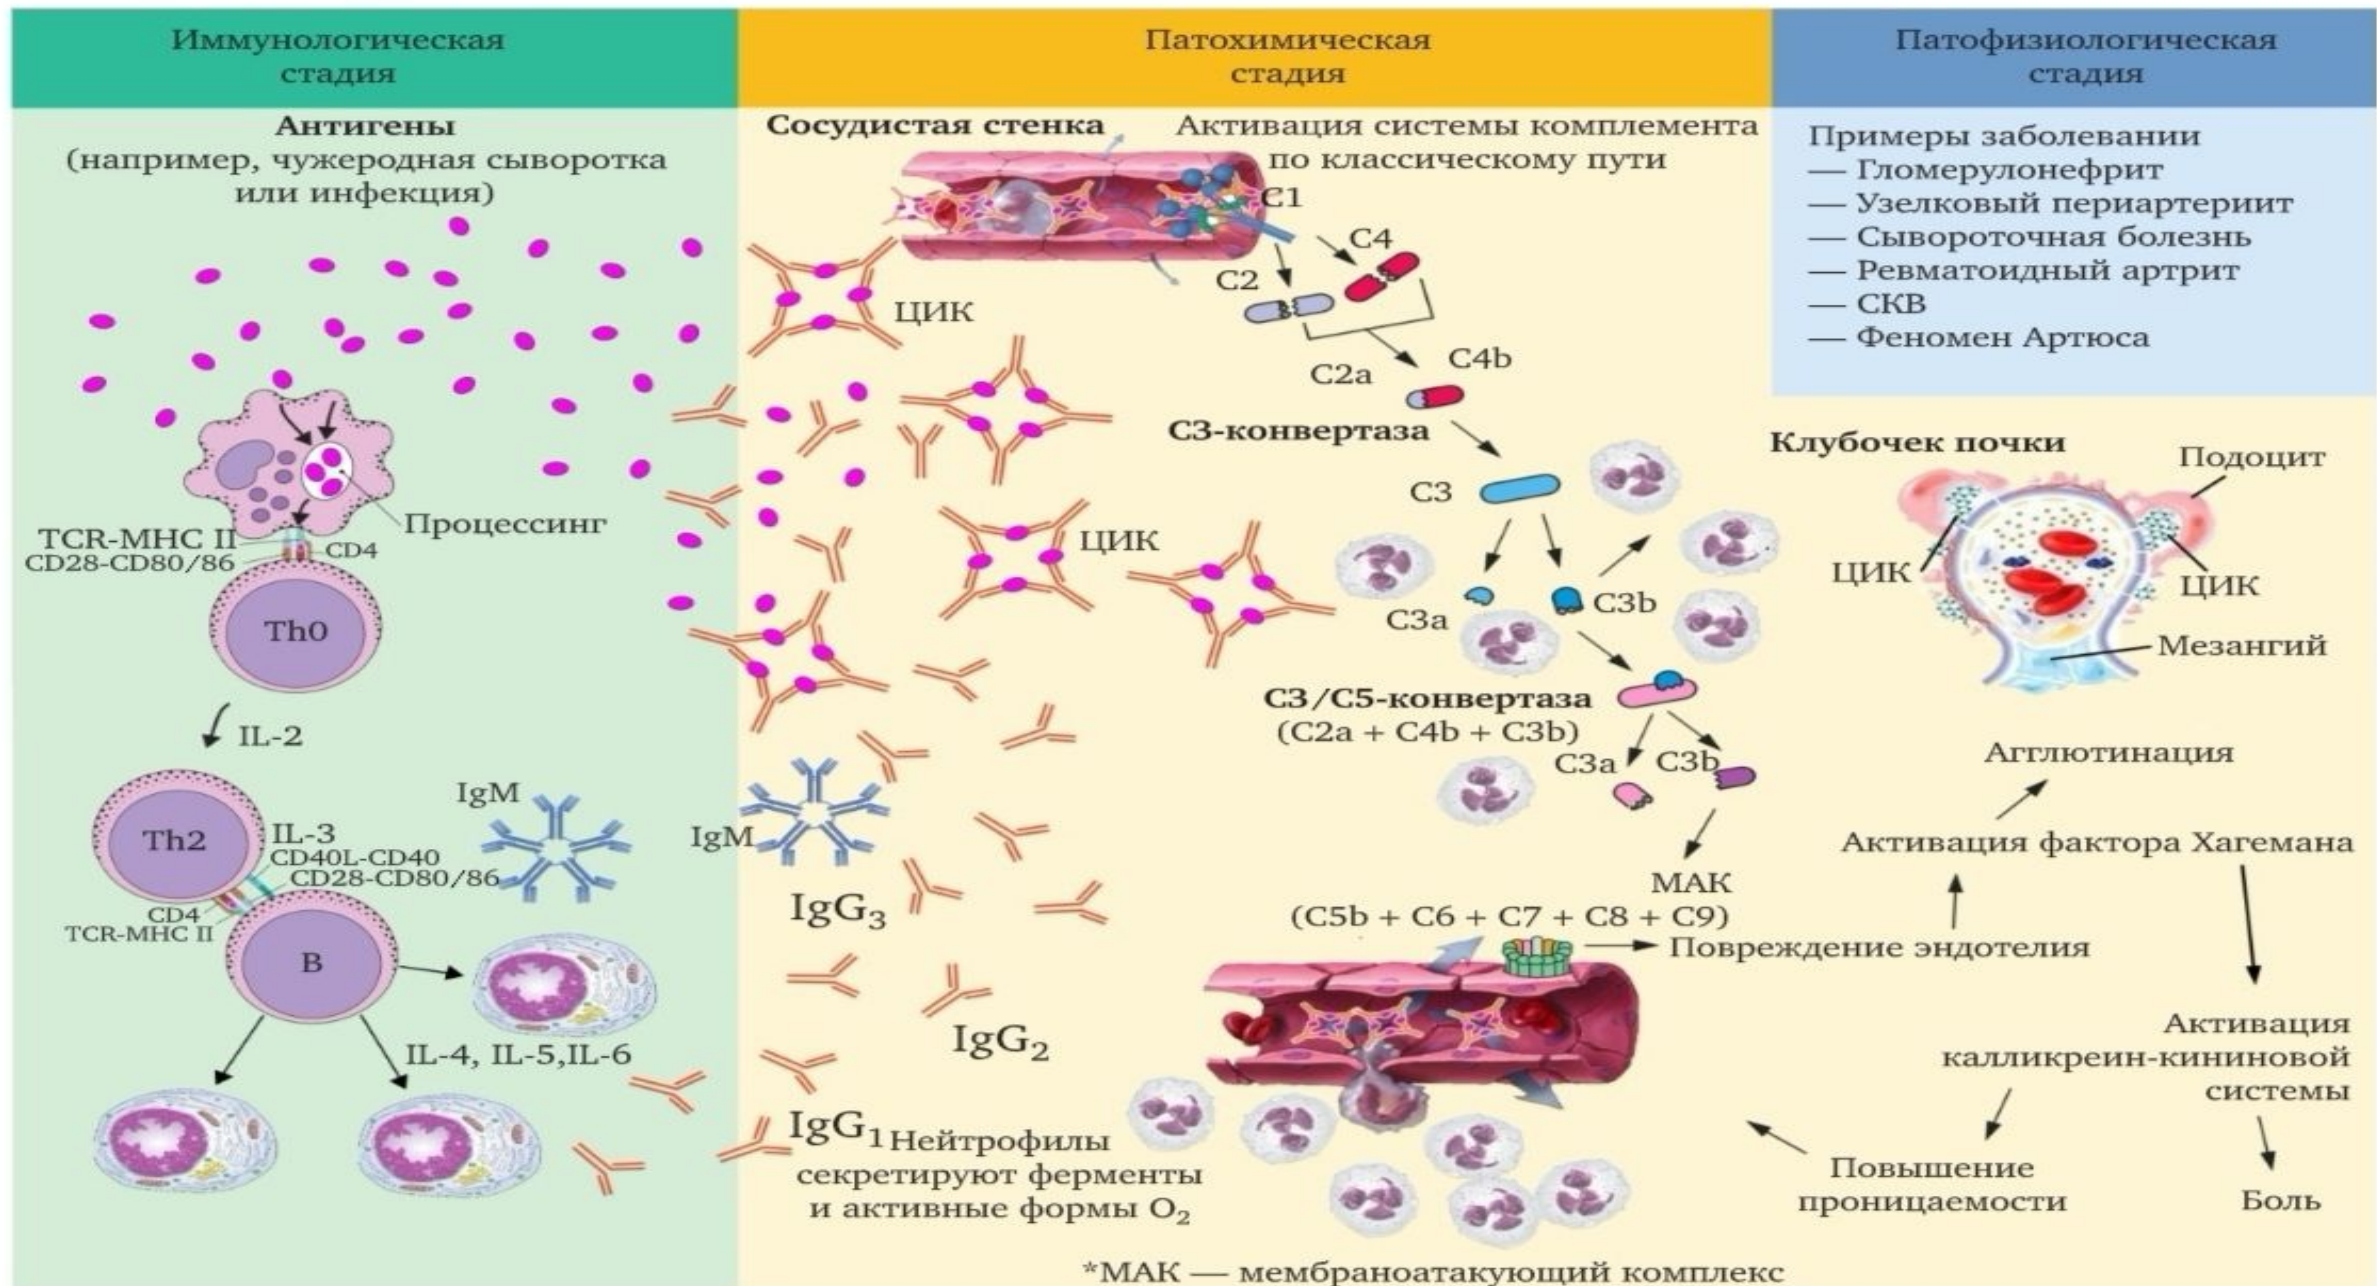 Иммунологическая
стадия
Антигены
(например, чужеродная сыворотка
или инфекция)
Процессинг
TCR-MHC II
CD4
CD28-CD80/86
Th0
IL-2
Th2
IL-3
CD40L-CD40
CD28-CD80/86
CD4
TCR-MHC II
B
IgM
IL-4, IL-5,IL-6
Патохимическая
стадия
Сосудистая стенка
Активация системы комплемента
по классическому пути
C1
C4
C2
ЦИК
C2a
C4b
С3-конвертаза
C3
ЦИК
C3a
C3b
С3/С5-конвертаза
(C2a + C4b + C3b)
C3a
C3b
IgM
МАК
(C5b + C6 + C7 + C8 + C9)
IgG₃
IgG₂
IgG₁
Нейтрофилы
секретируют ферменты
и активные формы O₂
*МАК — мембраноатакующий комплекс
Патофизиологическая
стадия
Примеры заболевании
— Гломерулонефрит
— Узелковый периартериит
— Сывороточная болезнь
— Ревматоидный артрит
— СКВ
— Феномен Артюса
Клубочек почки
Подоцит
ЦИК
ЦИК
Мезангий
Агглютинация
Активация фактора Хагемана
Повреждение эндотелия
Активация
калликреин-кининовой
системы
Повышение
проницаемости
Боль